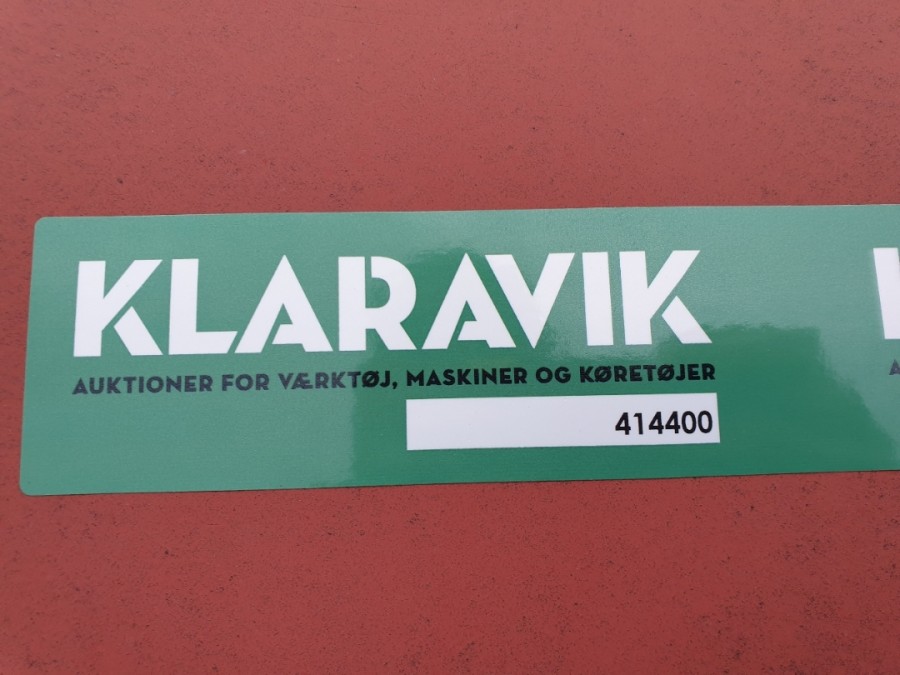 KLARAVIK
AUKTIONER FOR VÆRKTØJ, MASKINER OG KØRETØJER
414400